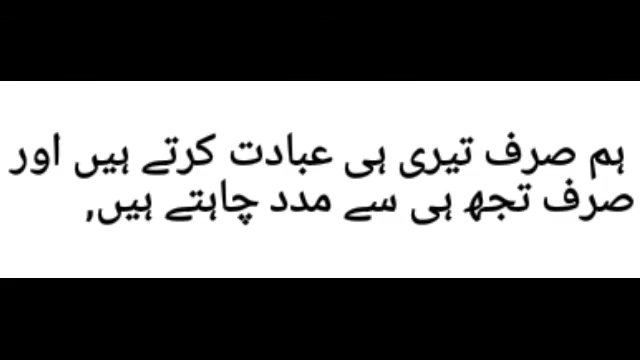 ہم صرف تیری ہی عبادت کرتے ہیں اور
صرف تجھ ہی سے مدد چاہتے ہیں,